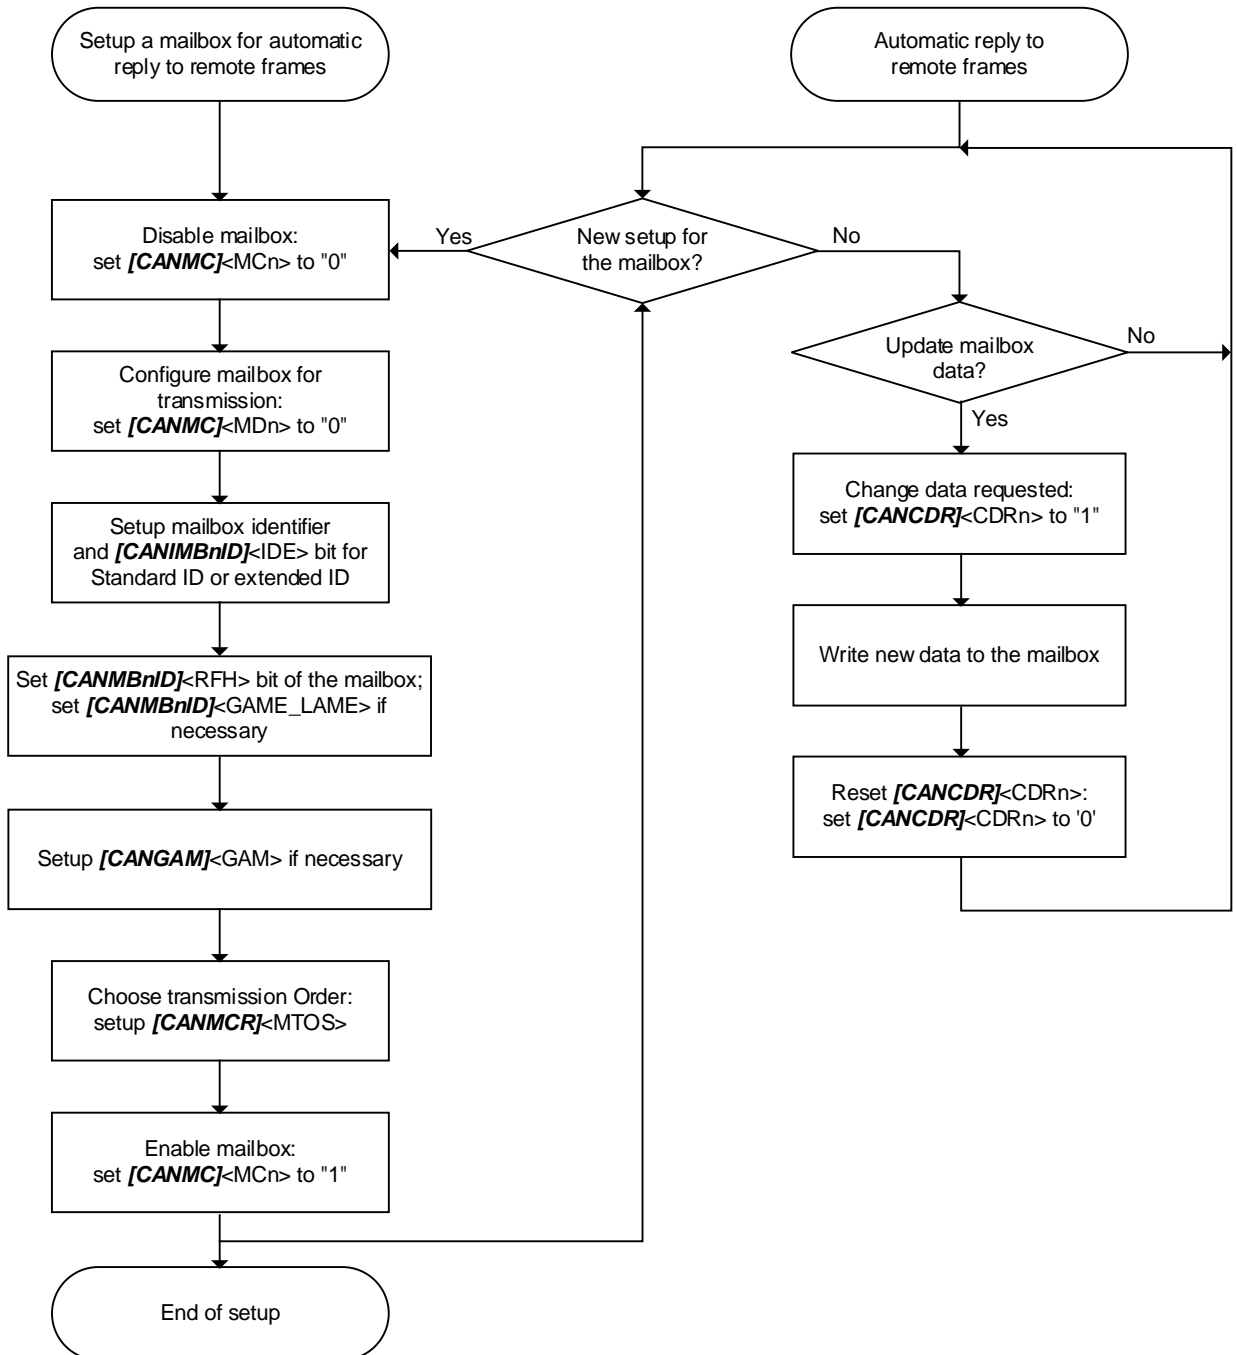 Setup a mailbox for automatic
reply to remote frames
Automatic reply to
remote frames
Disable mailbox:
set [CANMC]<MCn> to "0"
Yes
New setup for
the mailbox?
No
Configure mailbox for
transmission:
set [CANMC]<MDn> to "0"
Update mailbox
data?
No
Yes
Setup mailbox identifier
and [CANIMBnID]<IDE> bit for
Standard ID or extended ID
Change data requested:
set [CANCDR]<CDRn> to "1"
Set [CANMBnID]<RFH> bit of the mailbox;
set [CANMBnID]<GAME_LAME> if
necessary
Write new data to the mailbox
Setup [CANGAM]<GAM> if necessary
Reset [CANCDR]<CDRn>:
set [CANCDR]<CDRn> to '0'
Choose transmission Order:
setup [CANMCR]<MTOS>
Enable mailbox:
set [CANMC]<MCn> to "1"
End of setup